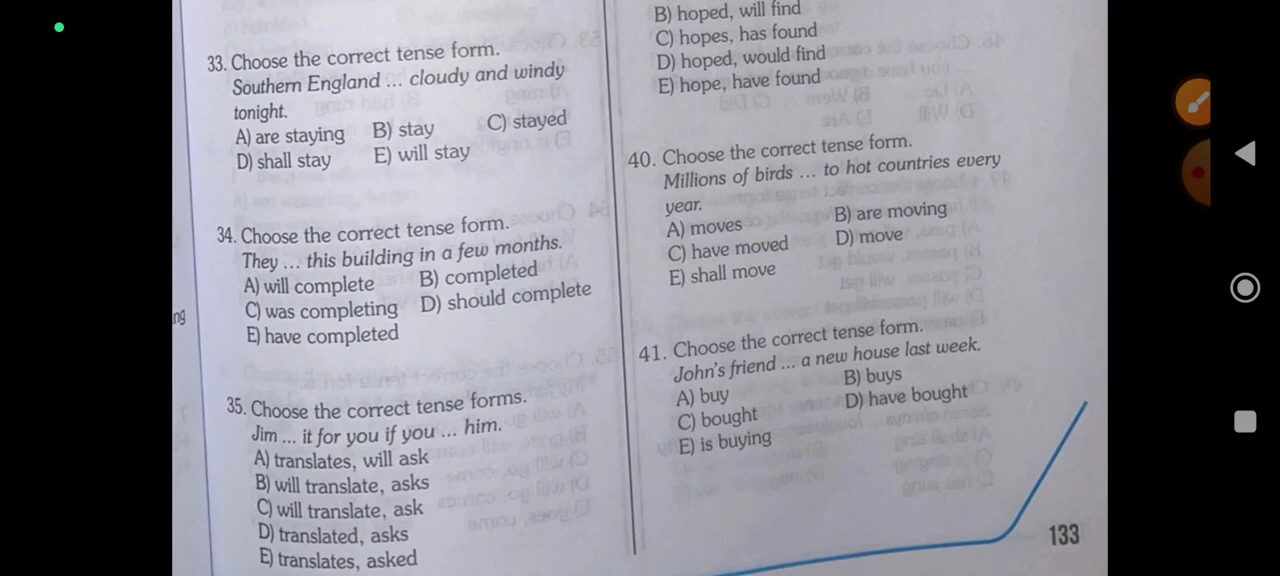 33. Choose the correct tense form.
Southern England ... cloudy and windy
tonight.
A) are staying B) stay C) stayed
D) shall stay E) will stay
34. Choose the correct tense form.
They ... this building in a few months.
A) will complete B) completed
C) was completing D) should complete
E) have completed
ng
35. Choose the correct tense forms.
Jim ... it for you if you ... him.
A) translates, will ask
B) will translate, asks
C) will translate, ask
D) translated, asks
E) translates, asked
B) hoped, will find
C) hopes, has found
D) hoped, would find
E) hope, have found
40. Choose the correct tense form.
Millions of birds ... to hot countries every
year.
A) moves B) are moving
C) have moved D) move
E) shall move
41. Choose the correct tense form.
John's friend ... a new house last week.
A) buy B) buys
C) bought D) have bought
E) is buying
133